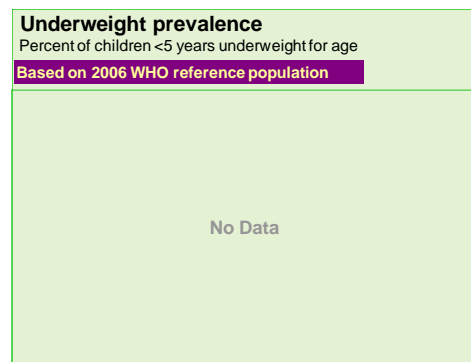 Underweight prevalence
Percent of children <5 years underweight for age
Based on 2006 WHO reference population
No Data